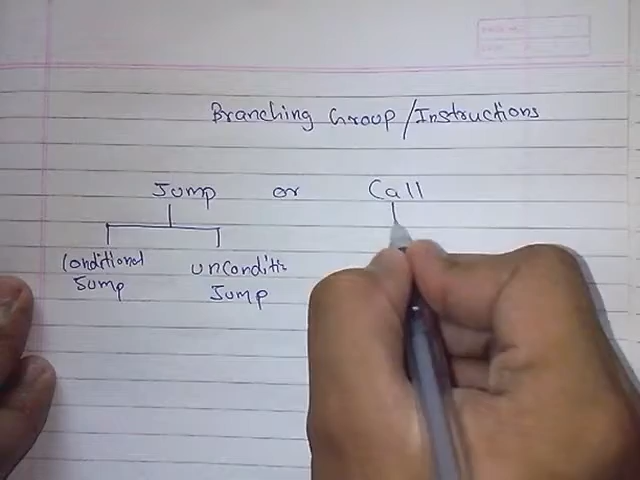 Branching Group/Instructions
Jump or Call
Conditional unconditi
Jump Jump